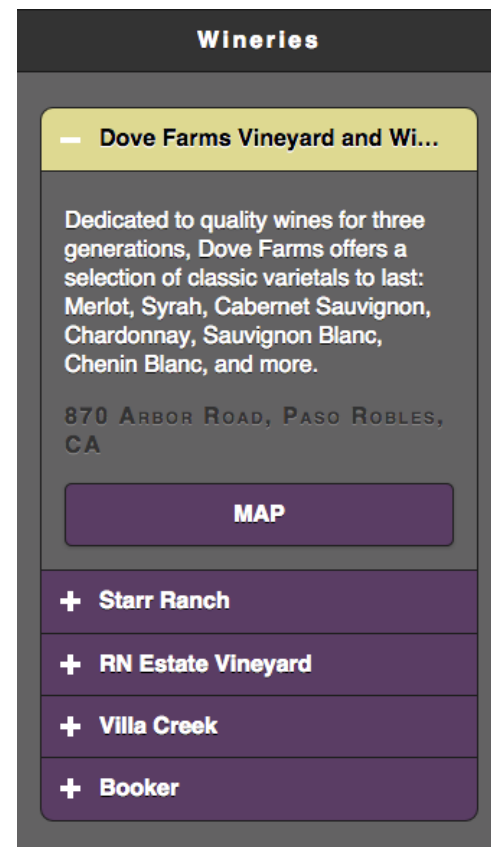 Wineries
Dove Farms Vineyard and Wi...
Dedicated to quality wines for three
generations, Dove Farms offers a
selection of classic varietals to last:
Merlot, Syrah, Cabernet Sauvignon,
Chardonnay, Sauvignon Blanc,
Chenin Blanc, and more.
870 Arbor Road, Paso Robles,
CA
MAP
Starr Ranch
RN Estate Vineyard
Villa Creek
Booker